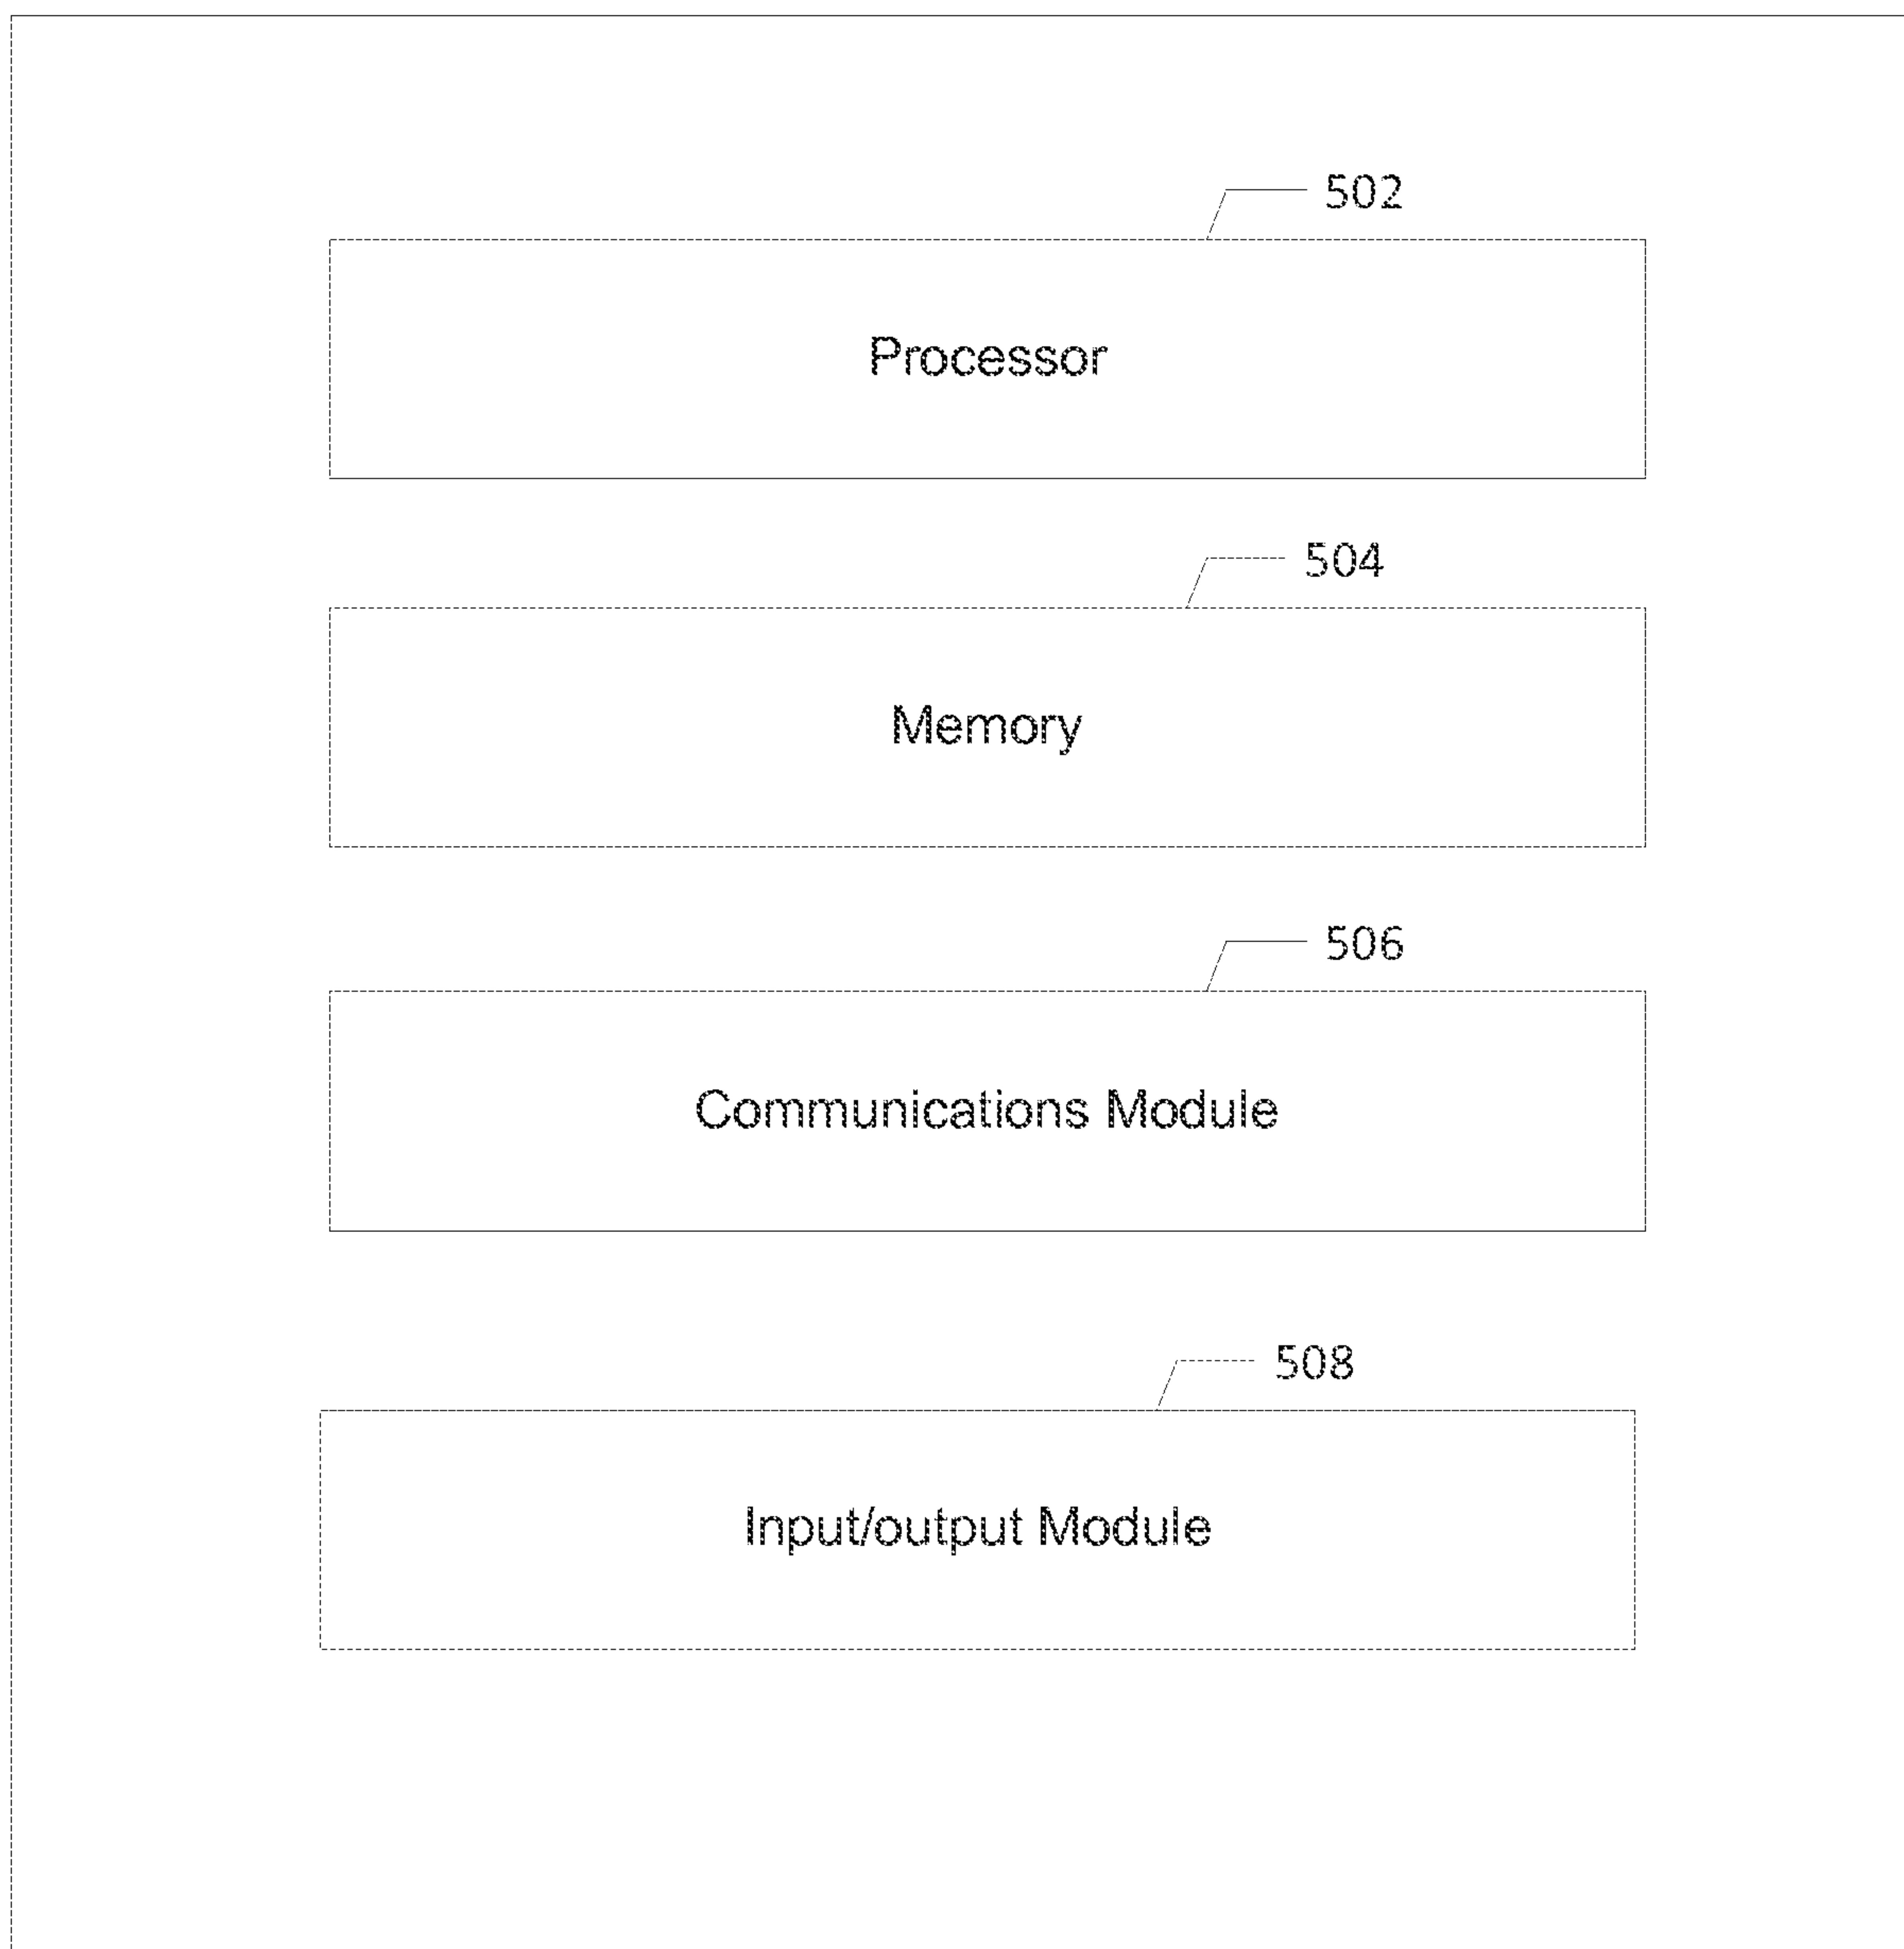 502
Processor
504
Memory
506
Communications Module
508
Input/output Module